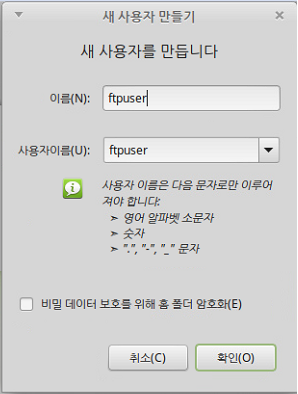 새 사용자 만들기
새 사용자를 만듭니다
이름(N):
ftpuser
사용자이름(U):
ftpuser
사용자 이름은 다음 문자로만 이루어
져야 합니다:
➣ 영어 알파벳 소문자
➣ 숫자
➣ ".", "-", "_" 문자
비밀 데이터 보호를 위해 홈 폴더 암호화(E)
취소(C)
확인(O)